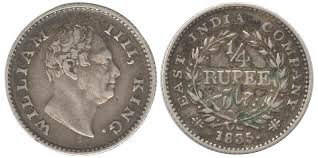 WILLIAM IIII, KING.
EAST INDIA COMPANY
1/4
RUPEE
1835.